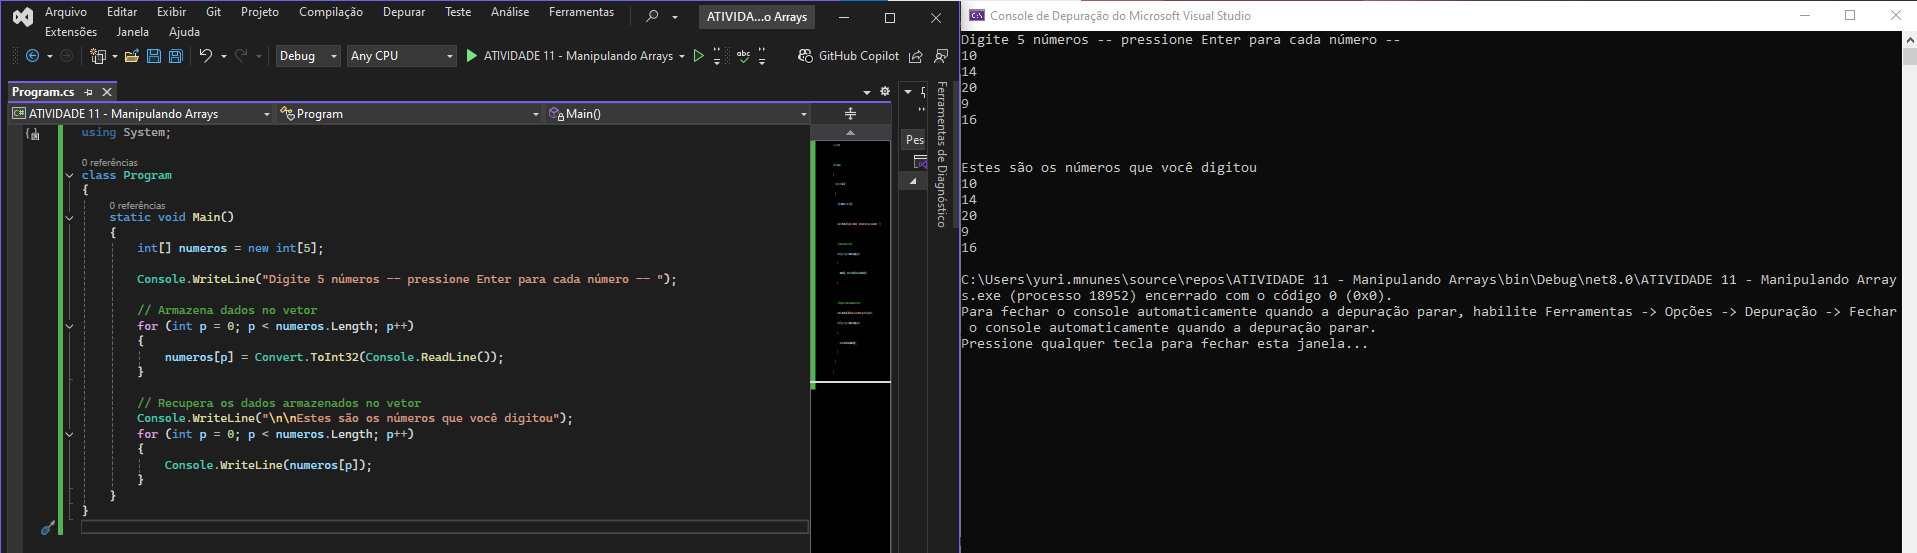 Arquivo Editar Exibir Git Projeto Compilação Depurar Teste Análise Ferramentas
Extensões Janela Ajuda
ATIVIDA...o Arrays
Debug Any CPU ATIVIDADE 11 - Manipulando Arrays GitHub Copilot
Program.cs
ATIVIDADE 11 - Manipulando Arrays Program Main()
using System;
0 referências
class Program
{
0 referências
static void Main()
{
int[] numeros = new int[5];
Console.WriteLine("Digite 5 números -- pressione Enter para cada número -- ");
// Armazena dados no vetor
for (int p = 0; p < numeros.Length; p++)
{
numeros[p] = Convert.ToInt32(Console.ReadLine());
}
// Recupera os dados armazenados no vetor
Console.WriteLine("\n\nEstes são os números que você digitou");
for (int p = 0; p < numeros.Length; p++)
{
Console.WriteLine(numeros[p]);
}
}
}
Pes
Ferramentas de Diagnóstico
Console de Depuração do Microsoft Visual Studio
Digite 5 números -- pressione Enter para cada número --
10
14
20
9
16
Estes são os números que você digitou
10
14
20
9
16
C:\Users\yuri.mnunes\source\repos\ATIVIDADE 11 - Manipulando Arrays\bin\Debug\net8.0\ATIVIDADE 11 - Manipulando Array
s.exe (processo 18952) encerrado com o código 0 (0x0).
Para fechar o console automaticamente quando a depuração parar, habilite Ferramentas -> Opções -> Depuração -> Fechar
o console automaticamente quando a depuração parar.
Pressione qualquer tecla para fechar esta janela...